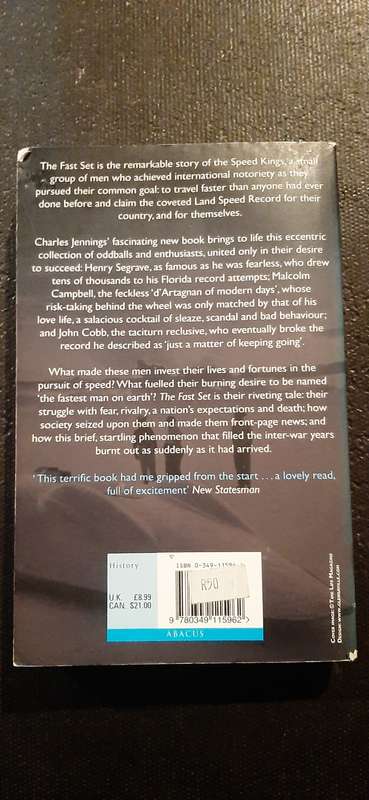 The Fast Set is the remarkable story of the Speed Kings, a small
group of men who achieved international notoriety as they
pursued their common goal: to travel faster than anyone had ever
done before and claim the coveted Land Speed Record for their
country, and for themselves.
Charles Jennings' fascinating new book brings to life this eccentric
collection of oddballs and enthusiasts, united only in their desire
to succeed: Henry Segrave, as famous as he was fearless, who drew
tens of thousands to his Florida record attempts; Malcolm
Campbell, the feckless 'd'Artagnan of modern days', whose
risk-taking behind the wheel was only matched by that of his
love life, a salacious cocktail of sleaze, scandal and bad behaviour;
and John Cobb, the taciturn reclusive, who eventually broke the
record he described as 'just a matter of keeping going'.
What made these men invest their lives and fortunes in the
pursuit of speed? What fuelled their burning desire to be named
'the fastest man on earth'? The Fast Set is their riveting tale: their
struggle with fear, rivalry, a nation's expectations and death; how
society seized upon them and made them front-page news; and
how this brief, startling phenomenon that filled the inter-war years
burnt out as suddenly as it had arrived.
'This terrific book had me gripped from the start . . . a lovely read,
full of excitement' New Statesman
History
ISBN 0-349-11596
R50
U.K. £8.99
CAN. $21.00
9 780349 115962 >
ABACUS
Cover image: © Time Life Magazine
Design: